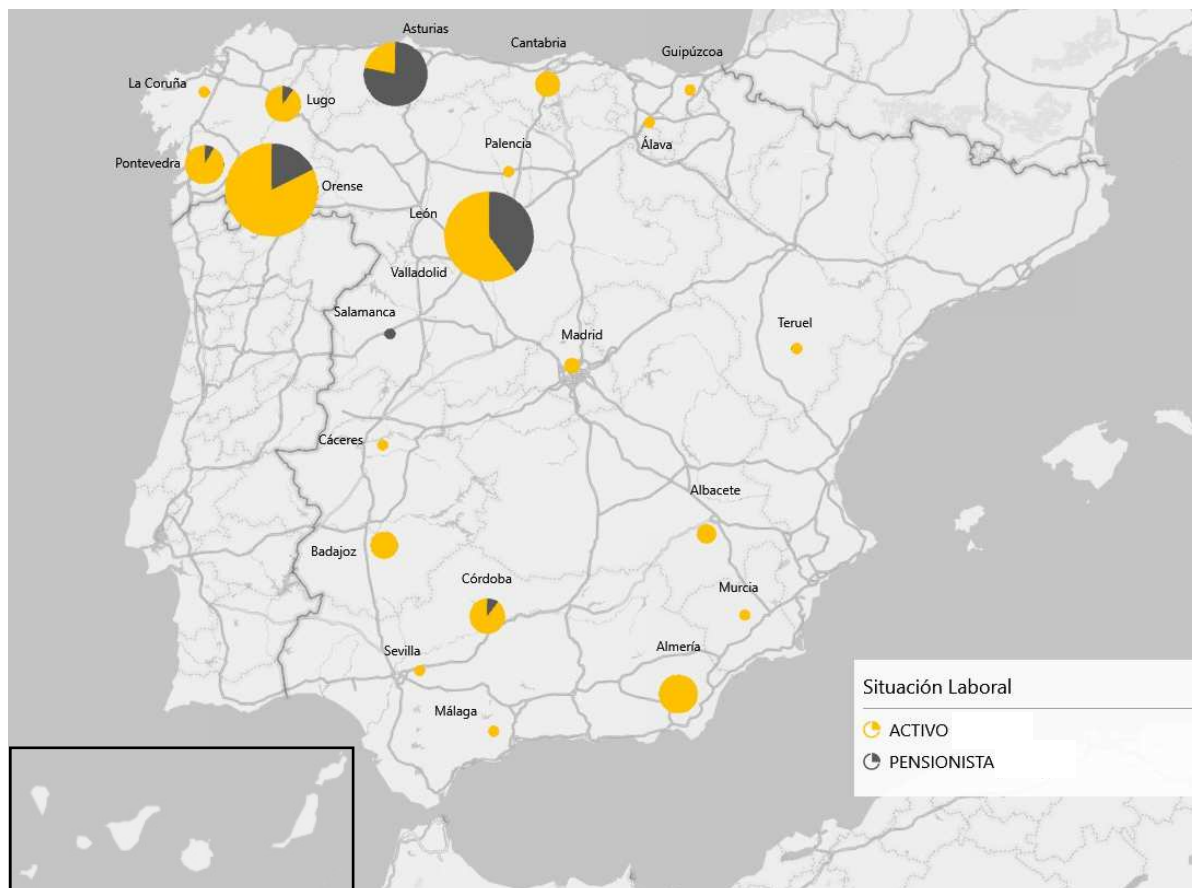 Asturias
Cantabria
Guipúzcoa
La Coruña
Lugo
Álava
Palencia
Pontevedra
Orense
León
Valladolid
Salamanca
Madrid
Teruel
Cáceres
Albacete
Badajoz
Córdoba
Murcia
Sevilla
Almería
Málaga
Situación Laboral
ACTIVO
PENSIONISTA